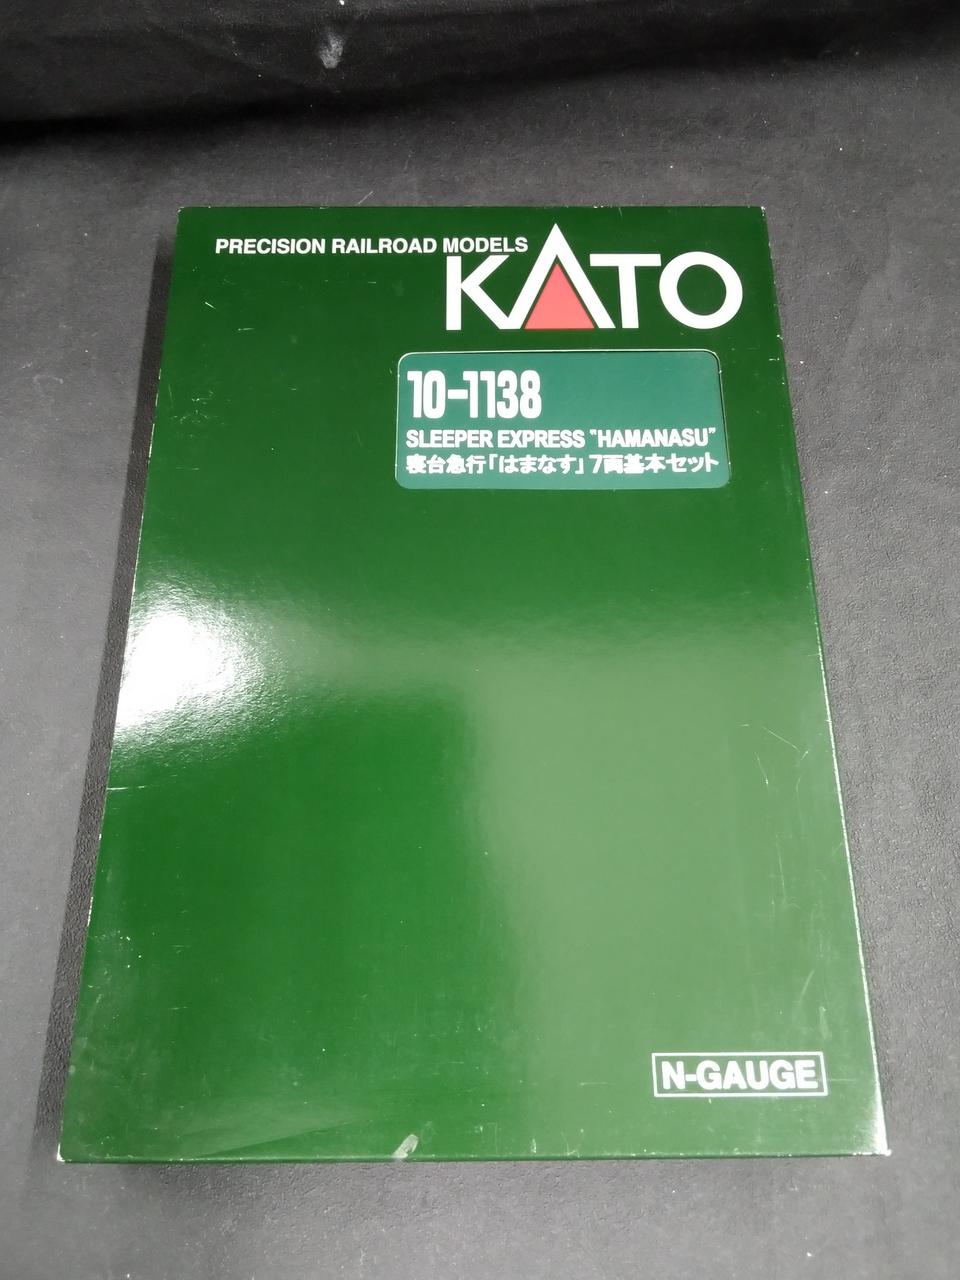 PRECISION RAILROAD MODELS
KATO
10-1138
SLEEPER EXPRESS "HAMANASU"
寝台急行「はまなす」7両基本セット
N-GAUGE